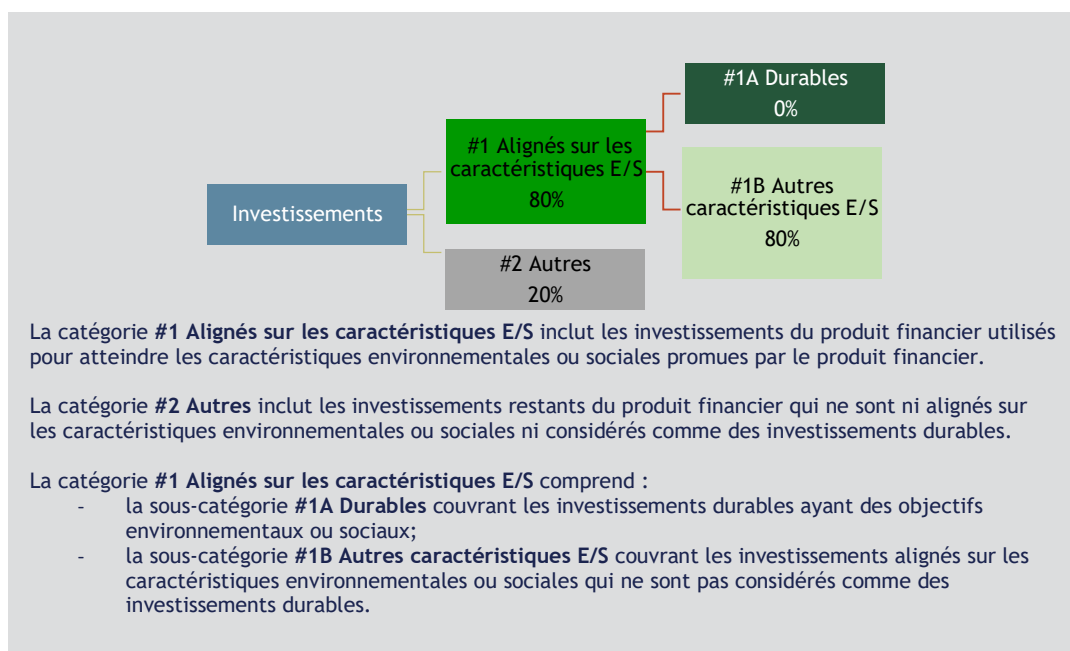 #1A Durables
0%
#1 Alignés sur les
caractéristiques E/S
80%
#1B Autres
caractéristiques E/S
80%
Investissements
#2 Autres
20%
La catégorie #1 Alignés sur les caractéristiques E/S inclut les investissements du produit financier utilisés
pour atteindre les caractéristiques environnementales ou sociales promues par le produit financier.
La catégorie #2 Autres inclut les investissements restants du produit financier qui ne sont ni alignés sur
les caractéristiques environnementales ou sociales ni considérés comme des investissements durables.
La catégorie #1 Alignés sur les caractéristiques E/S comprend :
- la sous-catégorie #1A Durables couvrant les investissements durables ayant des objectifs
environnementaux ou sociaux;
- la sous-catégorie #1B Autres caractéristiques E/S couvrant les investissements alignés sur les
caractéristiques environnementales ou sociales qui ne sont pas considérés comme des
investissements durables.